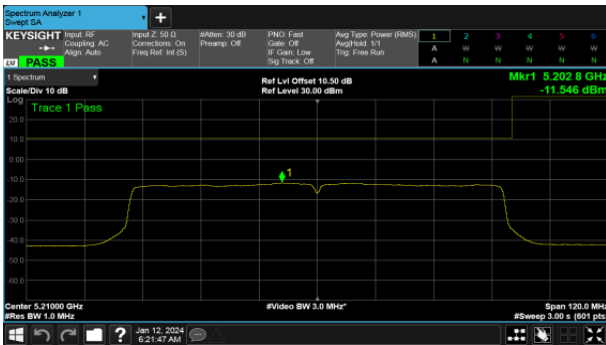 Spectrum Analyzer 1
Swept SA
+
KEYSIGHT Input: RF Input Z: 50 Ω #Atten: 30 dB PNO: Fast Avg Type: Power (RMS) 1 2 3 4 5 6
Coupling: AC Corrections: On Preamp: Off Gate: Off Avg|Hold: 1/1 A W W W W W
Align: Auto Freq Ref: Int (S) IF Gain: Low Trig: Free Run
LXI PASS Sig Track: Off A N N N N N
1 Spectrum Ref Lvl Offset 10.50 dB Mkr1 5.202 8 GHz
Scale/Div 10 dB Ref Level 30.00 dBm -11.546 dBm
Log
Trace 1 Pass
20.0
10.0
0.00
-10.0
1
-20.0
-30.0
-40.0
-50.0
-60.0
Center 5.21000 GHz #Video BW 3.0 MHz* Span 120.0 MHz
#Res BW 1.0 MHz #Sweep 3.00 s (601 pts)
? Jan 12, 2024
6:21:47 AM